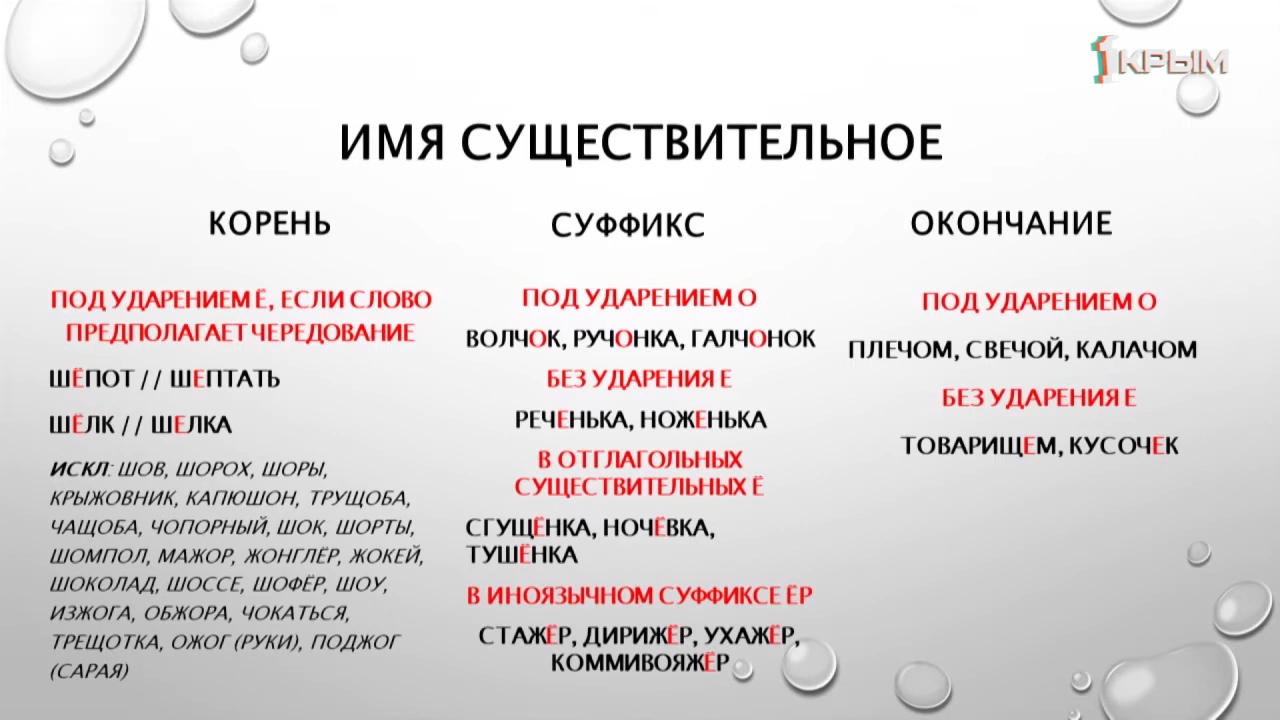 1КРЫМ
ИМЯ СУЩЕСТВИТЕЛЬНОЕ
КОРЕНЬ
ПОД УДАРЕНИЕМ Ё, ЕСЛИ СЛОВО
ПРЕДПОЛАГАЕТ ЧЕРЕДОВАНИЕ
ШЁПОТ // ШЕПТАТЬ
ШЁЛК // ШЕЛКА
ИСКЛ: ШОВ, ШОРОХ, ШОРЫ,
КРЫЖОВНИК, КАПЮШОН, ТРУЩОБА,
ЧАЩОБА, ЧОПОРНЫЙ, ШОК, ШОРТЫ,
ШОМПОЛ, МАЖОР, ЖОНГЛЁР, ЖОКЕЙ,
ШОКОЛАД, ШОССЕ, ШОФЁР, ШОУ,
ИЗЖОГА, ОБЖОРА, ЧОКАТЬСЯ,
ТРЕЩОТКА, ОЖОГ (РУКИ), ПОДЖОГ
(САРАЯ)
СУФФИКС
ПОД УДАРЕНИЕМ О
ВОЛЧОК, РУЧОНКА, ГАЛЧОНОК
БЕЗ УДАРЕНИЯ Е
РЕЧЕНЬКА, НОЖЕНЬКА
В ОТГЛАГОЛЬНЫХ
СУЩЕСТВИТЕЛЬНЫХ Ё
СГУЩЁНКА, НОЧЁВКА,
ТУШЁНКА
В ИНОЯЗЫЧНОМ СУФФИКСЕ ЁР
СТАЖЁР, ДИРИЖЁР, УХАЖЁР,
КОММИВОЯЖЁР
ОКОНЧАНИЕ
ПОД УДАРЕНИЕМ О
ПЛЕЧОМ, СВЕЧОЙ, КАЛАЧОМ
БЕЗ УДАРЕНИЯ Е
ТОВАРИЩЕМ, КУСОЧЕК